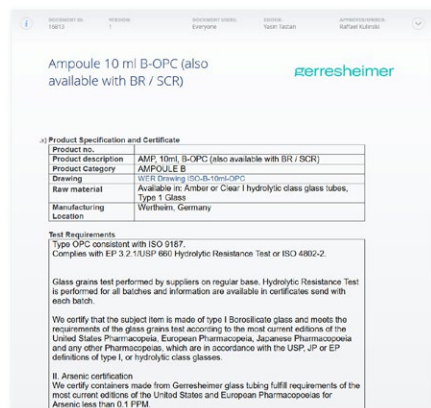 DOCUMENT ID
VERSION
DOCUMENT USERS
EDITOR
16813
1
Everyone
Yasin Tastan
Raffael Kulinski
Ampoule 10 ml B-OPC (also
available with BR / SCR)
gerresheimer
.x) Product Specification and Certificate
Product no.
Product description AMP, 10ml, B-OPC (also available with BR / SCR)
Product Category AMPOULE B
Drawing WER Drawing ISO-B-10ml-OPC
Raw material Available in: Amber or Clear I hydrolytic class glass tubes,
Type 1 Glass
Manufacturing Wertheim, Germany
Location
Test Requirements
Type OPC consistent with ISO 9187.
Complies with EP 3.2.1/USP 660 Hydrolytic Resistance Test or ISO 4802-2.
Glass grains test performed by suppliers on regular base, Hydrolytic Resistance Test
is performed for all batches and information are available in certificates send with
each batch.
We certify that the subject item is made of type I Borosilicate glass and meets the
requirements of the glass grains test according to the most current editions of the
United States Pharmacopeia, European Pharmacopeia, Japanese Pharmacopoeia
and any other Pharmacopeias, which are in accordance with the USP, JP or EP
definitions of type I, or hydrolytic class glasses.
II. Arsenic certification
We certify containers made from Gerresheimer glass tubing fulfill requirements of the
most current editions of the United States and European Pharmacopeias for
Arsenic less than 0.1 PPM.